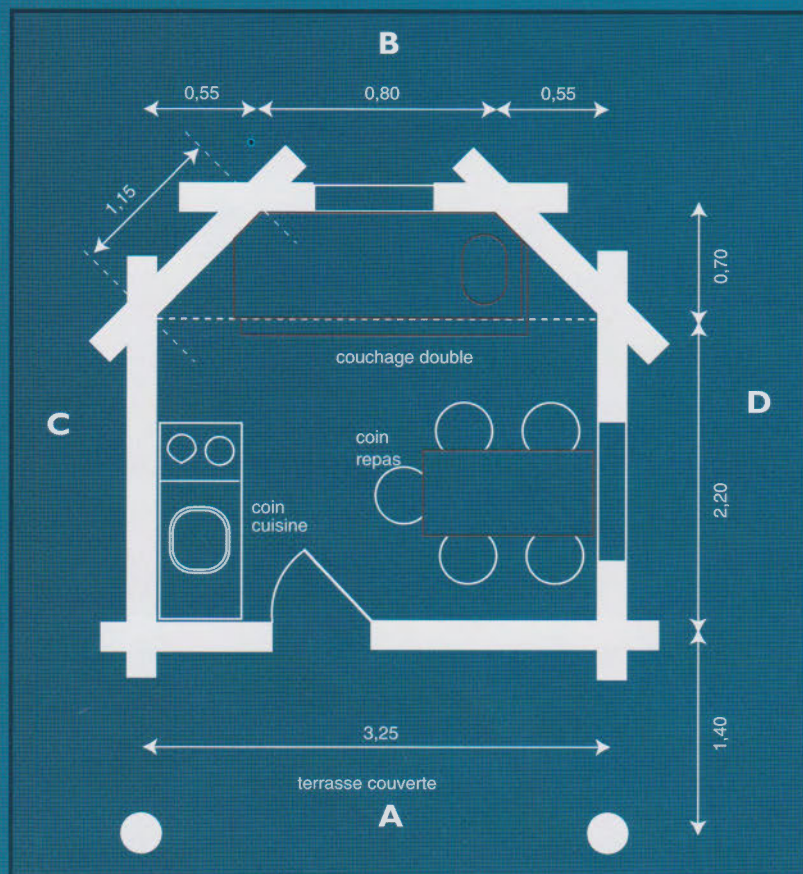 B
0,55
0,80
0,55
1,15
0,70
couchage double
C
D
coin
repas
coin
cuisine
2,20
3,25
1,40
terrasse couverte
A